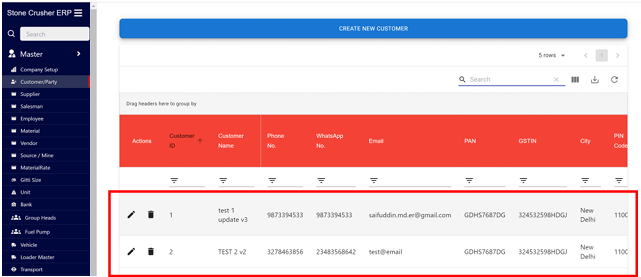 Stone Crusher ERP
Search
Master
Company Setup
Customer/Party
Supplier
Salesman
Employee
Material
Vendor
Source / Mine
MaterialRate
Gitti Size
Unit
Bank
Group Heads
Fuel Pump
Vehicle
Loader Master
Transport
CREATE NEW CUSTOMER
5 rows
1
Search
Drag headers here to group by
Actions Customer ID Customer Name Phone No. WhatsApp No. Email PAN GSTIN City PIN Code
1 test 1 update v3 9873394533 9873394533 saifuddin.md.er@gmail.com GDHS7687DG 324532598HDGJ New Delhi 1100
2 TEST 2 v2 3278463856 23483568642 test@email GDHS7687DG 324532598HDGJ New Delhi 1100